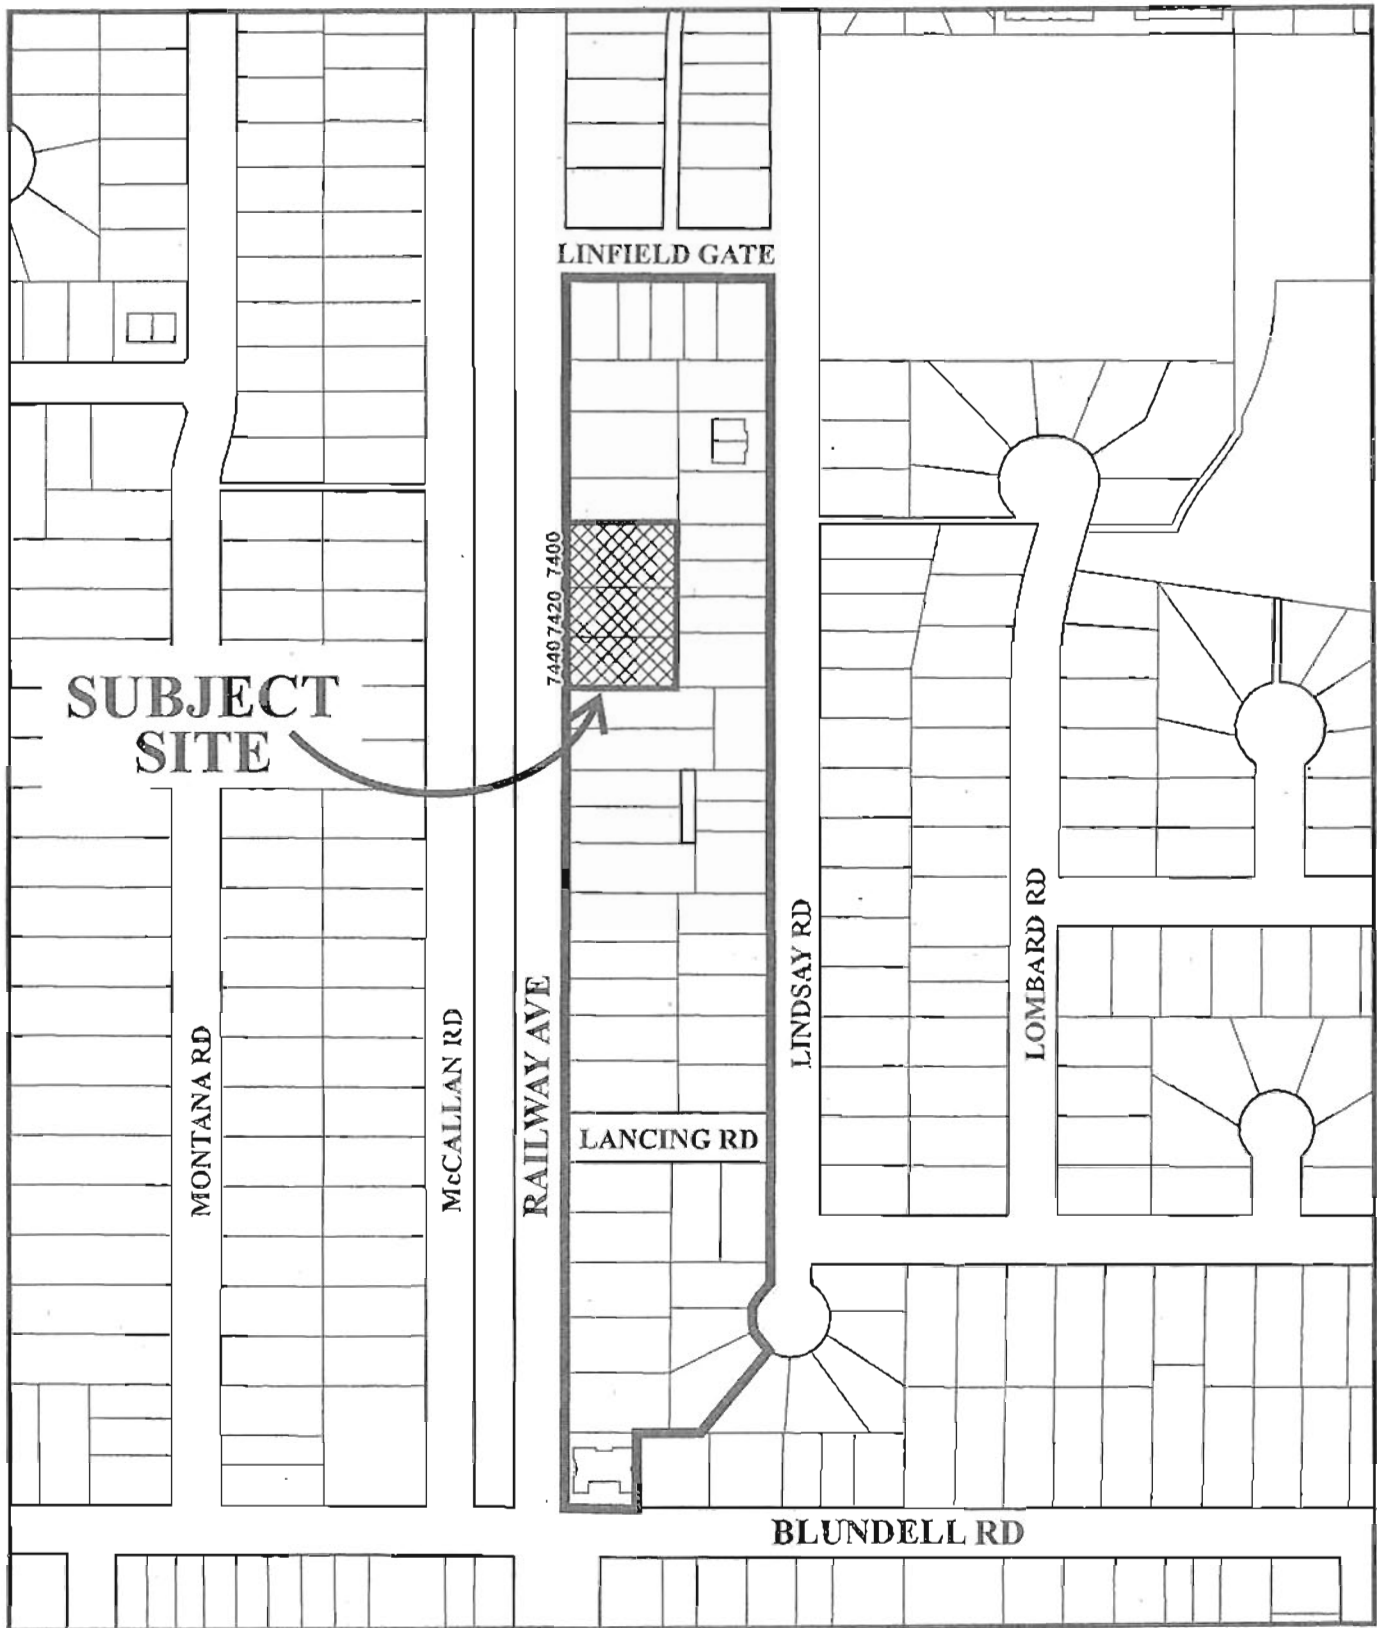 LINFIELD GATE
7400
7420
7440
SUBJECT
SITE
LINDSAY RD
LOMBARD RD
RAILWAY AVE
McCALLAN RD
MONTANA RD
LANCING RD
BLUNDELL RD